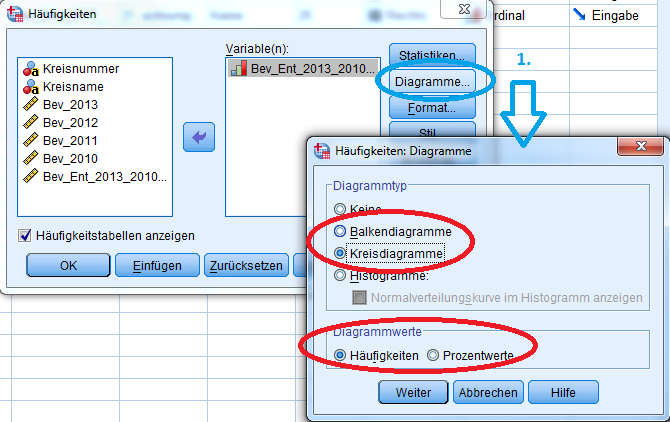 Häufigkeiten
Kreisnummer
Kreisname
Bev_2013
Bev_2012
Bev_2011
Bev_2010
Bev_Ent_2013_2010...
Variable(n):
Bev_Ent_2013_2010...
Statistiken...
Diagramme...
Format...
Stil
Häufigkeitstabellen anzeigen
OK
Einfügen
Zurücksetzen
Eingabe
1.
Häufigkeiten: Diagramme
Diagrammtyp
Keine
Balkendiagramme
Kreisdiagramme
Histogramme:
Normalverteilungskurve im Histogramm anzeigen
Diagrammwerte
Häufigkeiten Prozentwerte
Weiter Abbrechen Hilfe